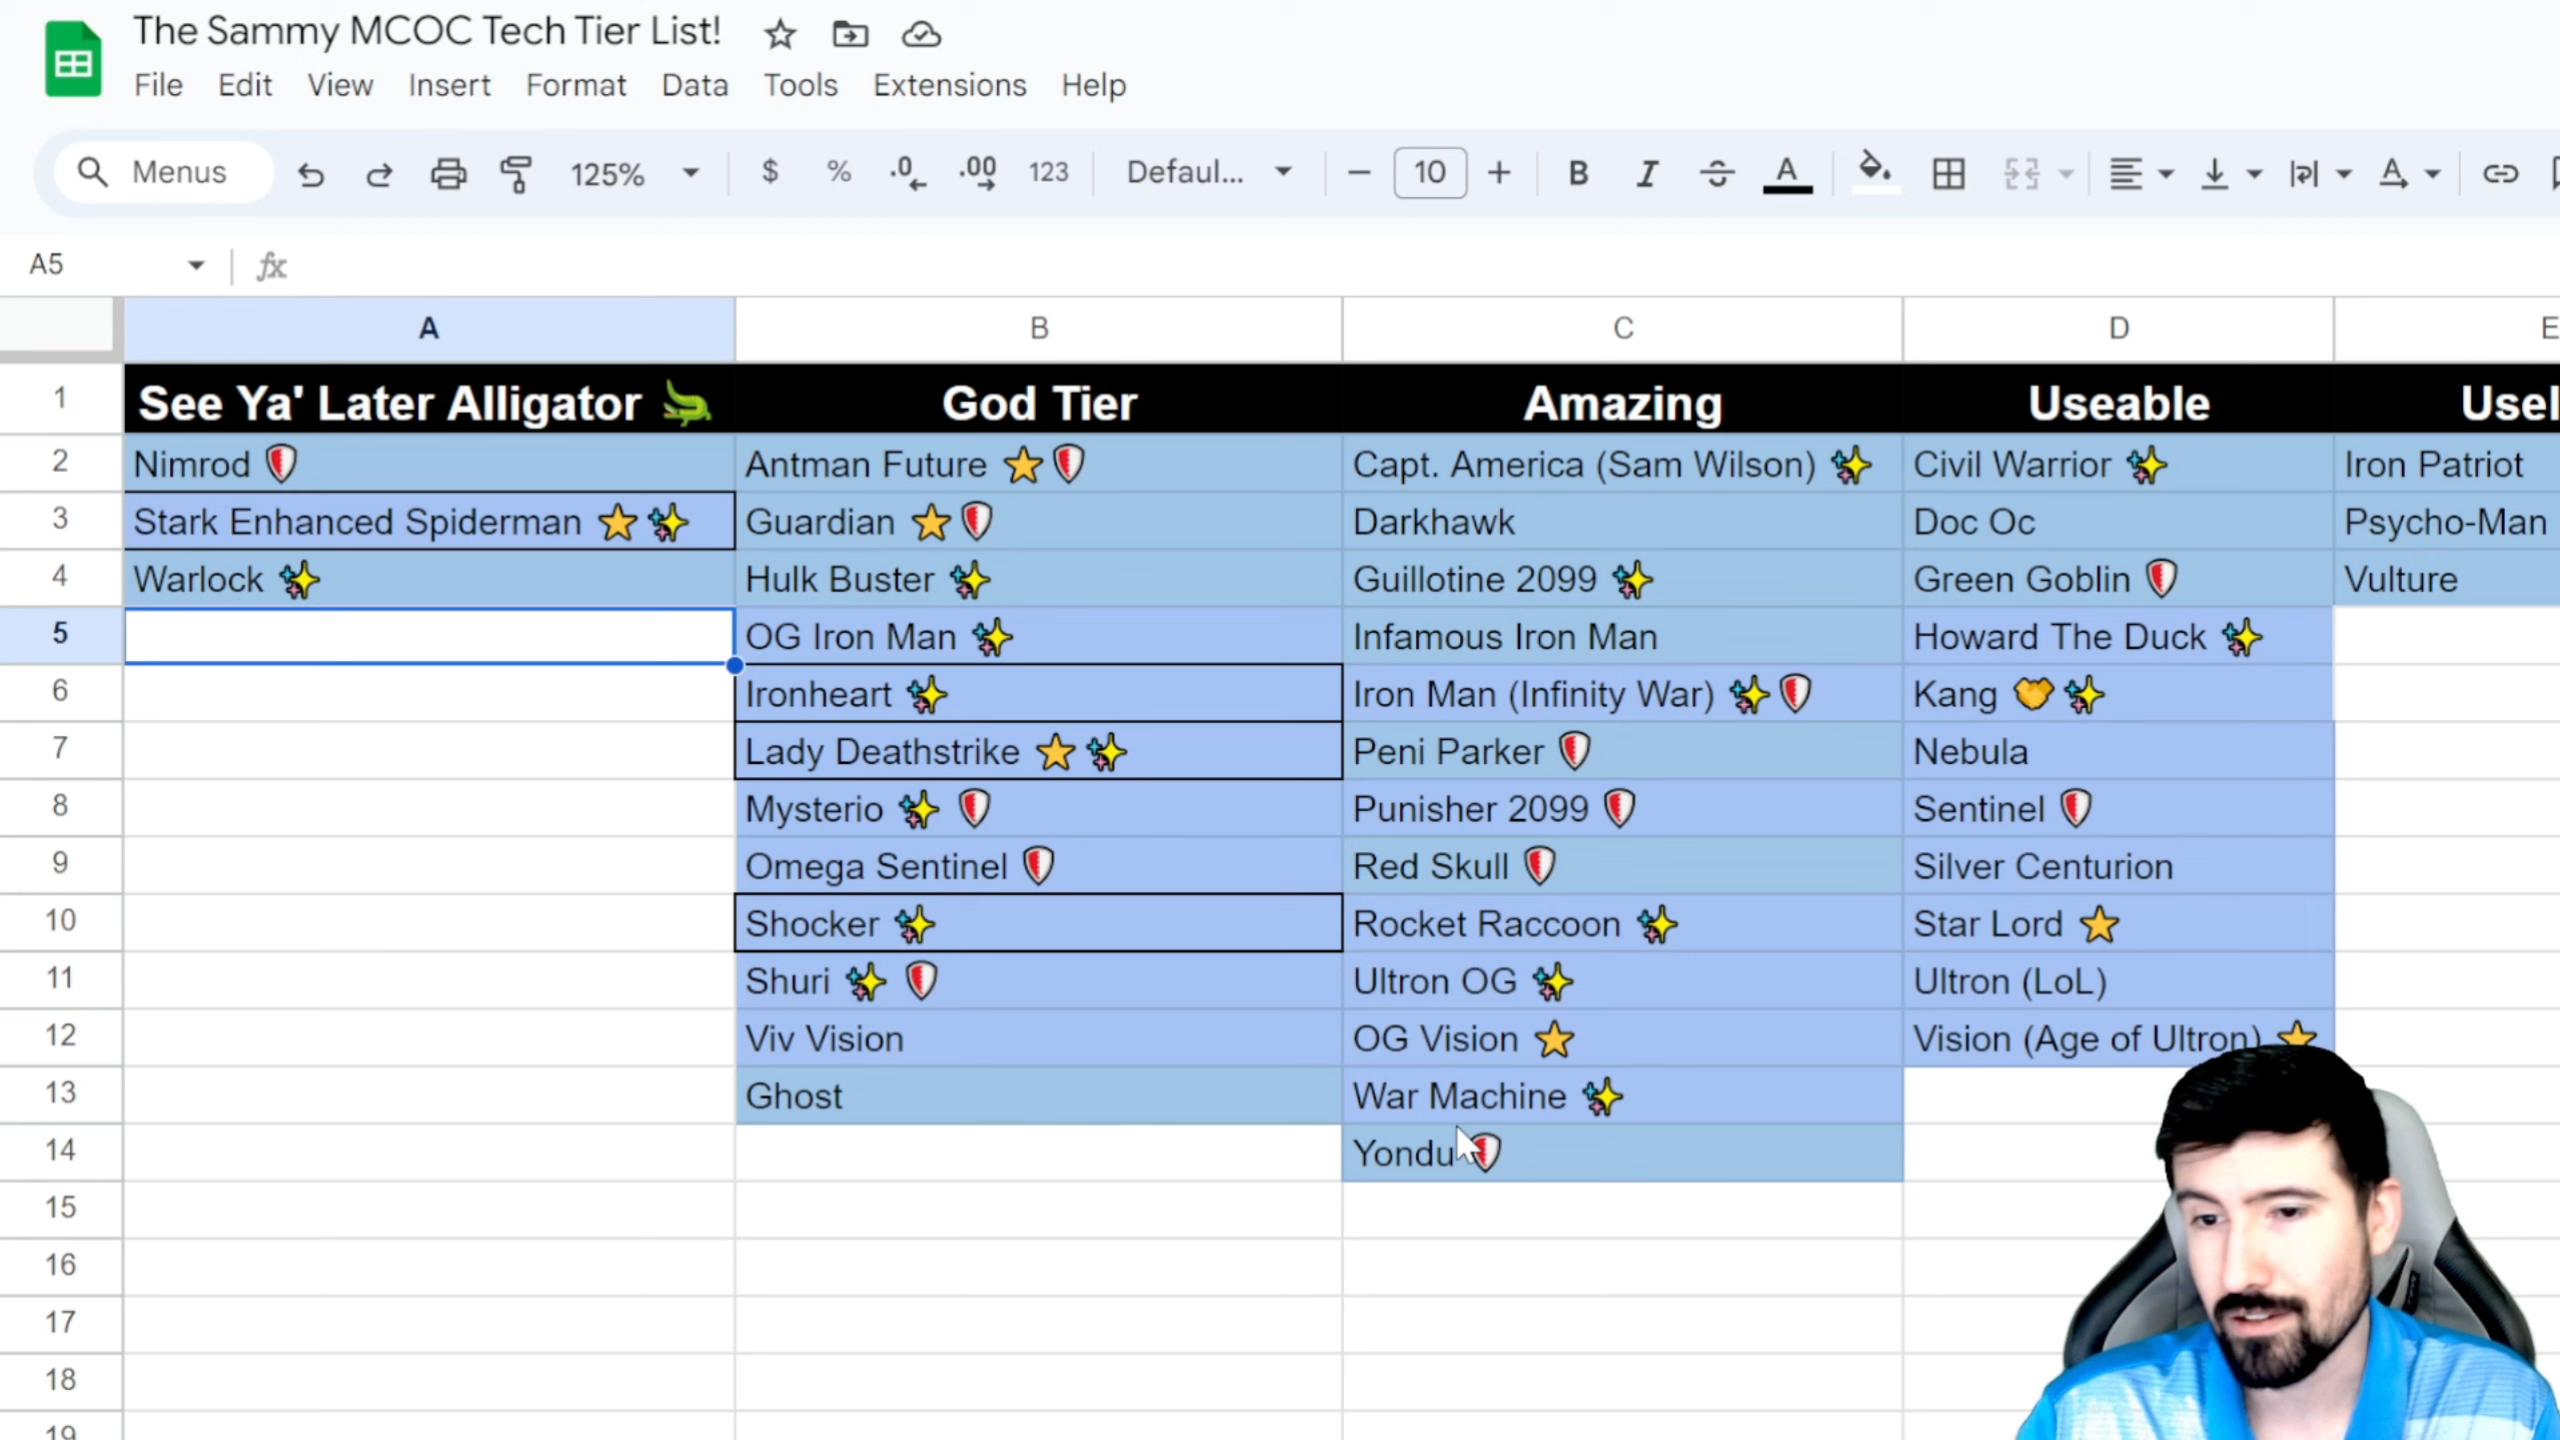 The Sammy MCOC Tech Tier List!
File Edit View Insert Format Data Tools Extensions Help
Menus 125% $ % .0 .00 123 Defaul... 10 B I A A
A5 fx
A B C D E
1 See Ya' Later Alligator 🐊 God Tier Amazing Useable Usel
2 Nimrod Antman Future Capt. America (Sam Wilson) Civil Warrior Iron Patriot
3 Stark Enhanced Spiderman Guardian Darkhawk Doc Oc Psycho-Man
4 Warlock Hulk Buster Guillotine 2099 Green Goblin Vulture
5 OG Iron Man Infamous Iron Man Howard The Duck
6 Ironheart Iron Man (Infinity War) Kang
7 Lady Deathstrike Peni Parker Nebula
8 Mysterio Punisher 2099 Sentinel
9 Omega Sentinel Red Skull Silver Centurion
10 Shocker Rocket Raccoon Star Lord
11 Shuri Ultron OG Ultron (LoL)
12 Viv Vision OG Vision Vision (Age of Ultron)
13 Ghost War Machine
14 Yondu
15
16
17
18
19